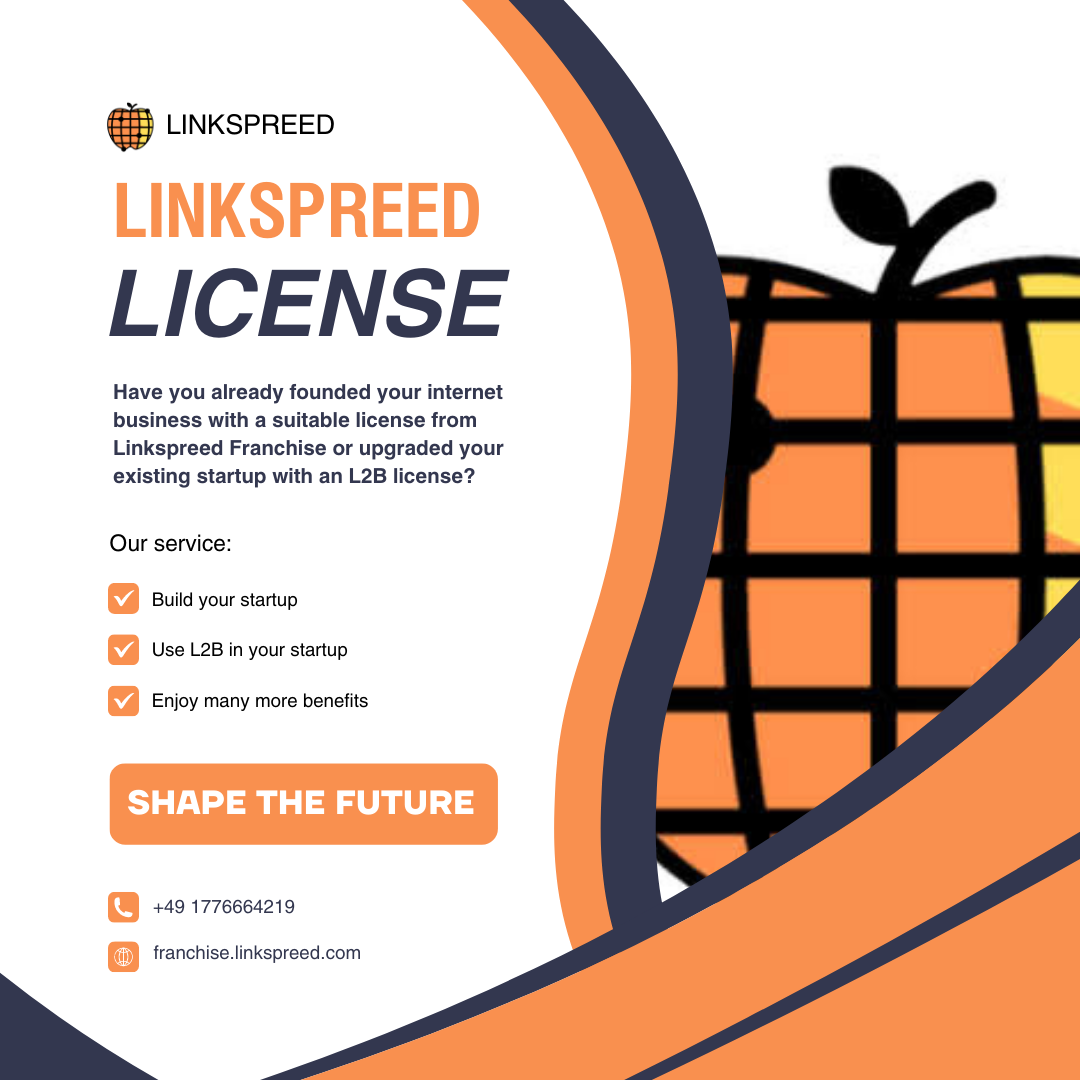 LINKSPREED
LINKSPREED
LICENSE
Have you already founded your internet
business with a suitable license from
Linkspreed Franchise or upgraded your
existing startup with an L2B license?
Our service:
Build your startup
Use L2B in your startup
Enjoy many more benefits
SHAPE THE FUTURE
+49 1776664219
franchise.linkspreed.com